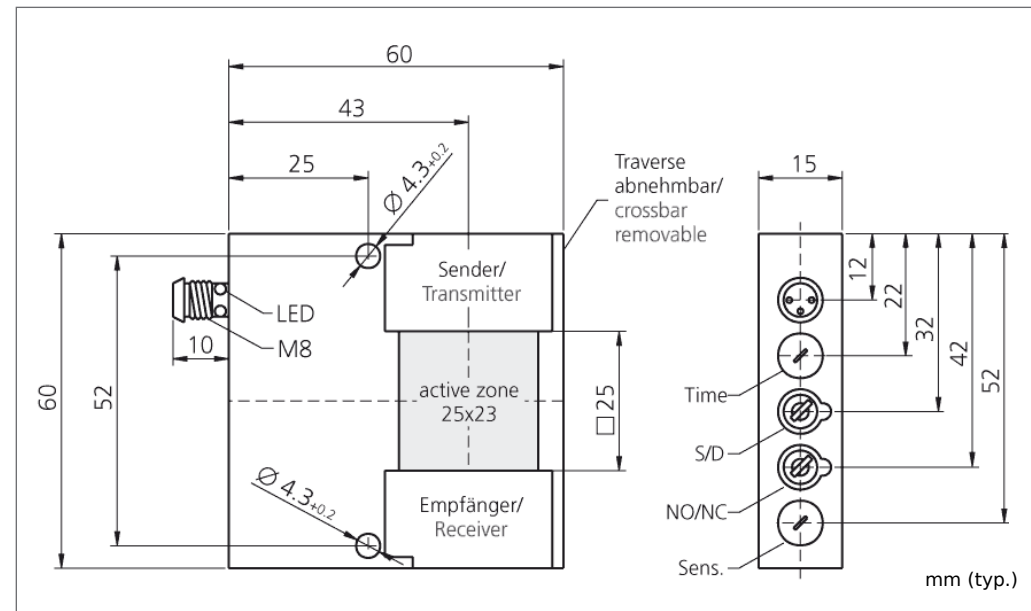 60
43
25
Ø 4.3+0.2
Traverse
abnehmbar/
crossbar
removable
15
Sender/
Transmitter
12
22
32
42
52
LED
M8
10
60
52
active zone
25x23
□25
Time
S/D
NO/NC
Sens.
Ø 4.3+0.2
Empfänger/
Receiver
mm (typ.)